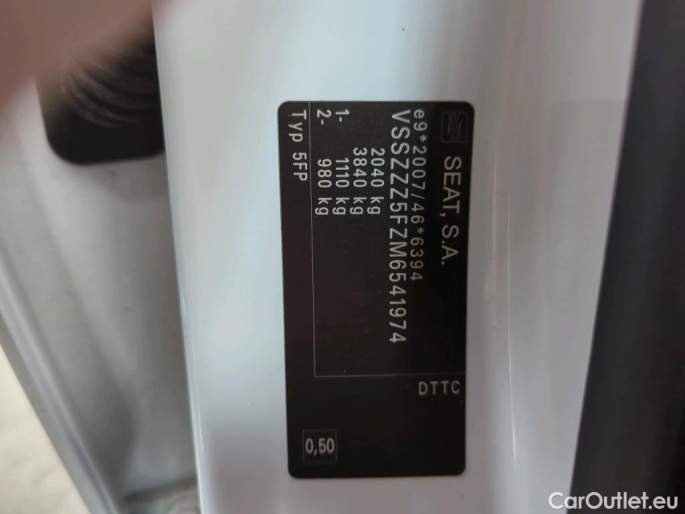 SEAT, S.A.
e9*2007/46*6394
VSSZZZ5FZM6541974
2040 kg
3840 kg
1- 1110 kg
2- 980 kg
Typ 5FP
DTTC
0,50
CarOutlet.eu